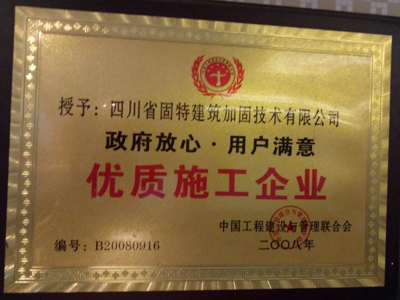 授予：四川省固特建筑加固技术有限公司
政府放心·用户满意
优质施工企业
中国工程建设与管理联合会
编号：B20080916
二〇〇八年